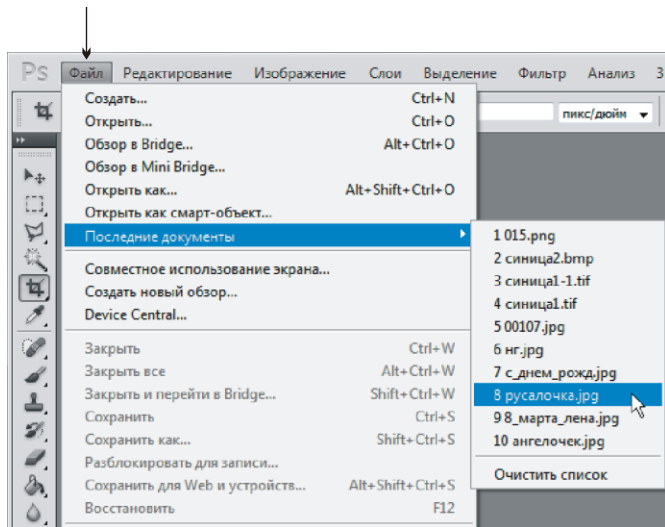 Ps Файл Редактирование Изображение Слои Выделение Фильтр Анализ 3
пикс/дюйм
Создать... Ctrl+N
Открыть... Ctrl+O
Обзор в Bridge... Alt+Ctrl+O
Обзор в Mini Bridge...
Открыть как... Alt+Shift+Ctrl+O
Открыть как смарт-объект...
Последние документы
1 015.png
2 синица2.bmp
3 синица1-1.tif
4 синица1.tif
5 00107.jpg
6 нг.jpg
7 с_днем_рожд.jpg
8 русалочка.jpg
9 8_марта_лена.jpg
10 ангелочек.jpg
Очистить список
Совместное использование экрана...
Создать новый обзор...
Device Central...
Закрыть Ctrl+W
Закрыть все Alt+Ctrl+W
Закрыть и перейти в Bridge... Shift+Ctrl+W
Сохранить Ctrl+S
Сохранить как... Shift+Ctrl+S
Разблокировать для записи...
Сохранить для Web и устройств... Alt+Shift+Ctrl+S
Восстановить F12